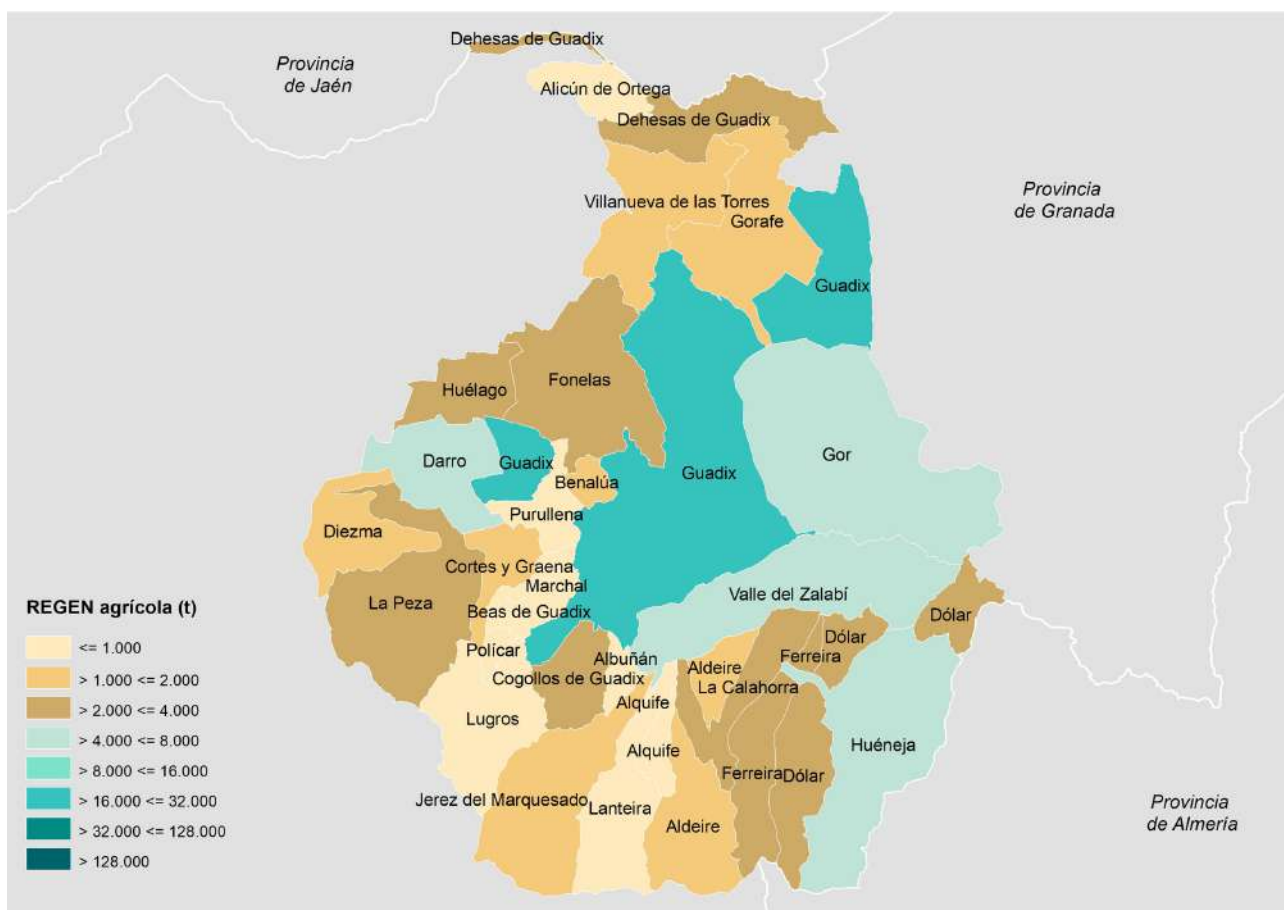 Dehesas de Guadix
Provincia
de Jaén
Alicún de Ortega
Dehesas de Guadix
Provincia
de Granada
Villanueva de las Torres
Gorafe
Guadix
Fonelas
Huélago
Gor
Darro
Guadix
Guadix
Benalúa
Purullena
Diezma
Cortes y Graena
Marchal
Valle del Zalabí
La Peza
Beas de Guadix
Dólar
Dólar
Polícar
Albuñán
Ferreira
Aldeire
Cogollos de Guadix
La Calahorra
Alquife
Lugros
Huéneja
Alquife
Ferreira
Dólar
Jerez del Marquesado
Lanteira
Aldeire
Provincia
de Almería
REGEN agrícola (t)
<= 1.000
> 1.000 <= 2.000
> 2.000 <= 4.000
> 4.000 <= 8.000
> 8.000 <= 16.000
> 16.000 <= 32.000
> 32.000 <= 128.000
> 128.000